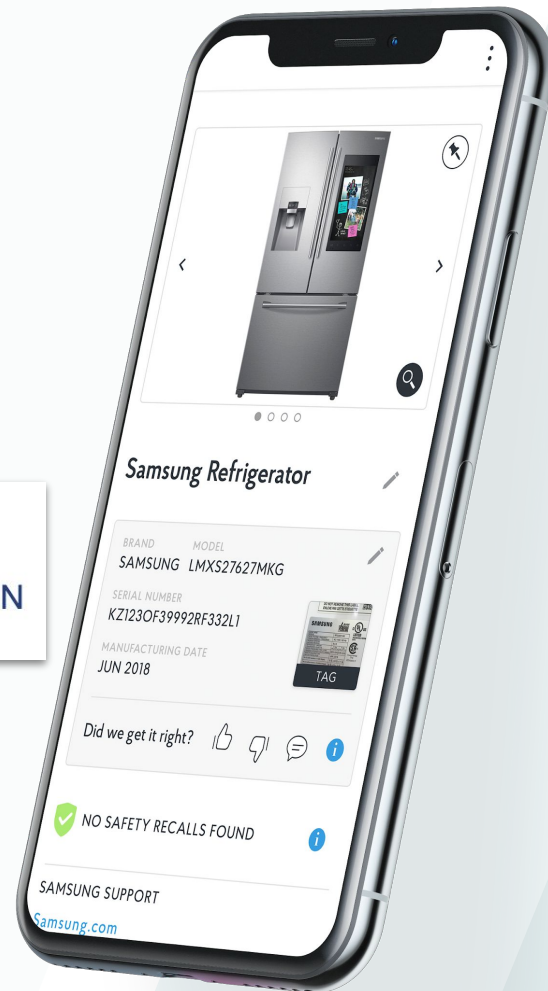 Samsung Refrigerator
BRAND MODEL
SAMSUNG LMXS27627MKG
SERIAL NUMBER
KZ123OF39992RF332L1
MANUFACTURING DATE
JUN 2018
SAMSUNG
TAG
Did we get it right?
NO SAFETY RECALLS FOUND
SAMSUNG SUPPORT
Samsung.com
N